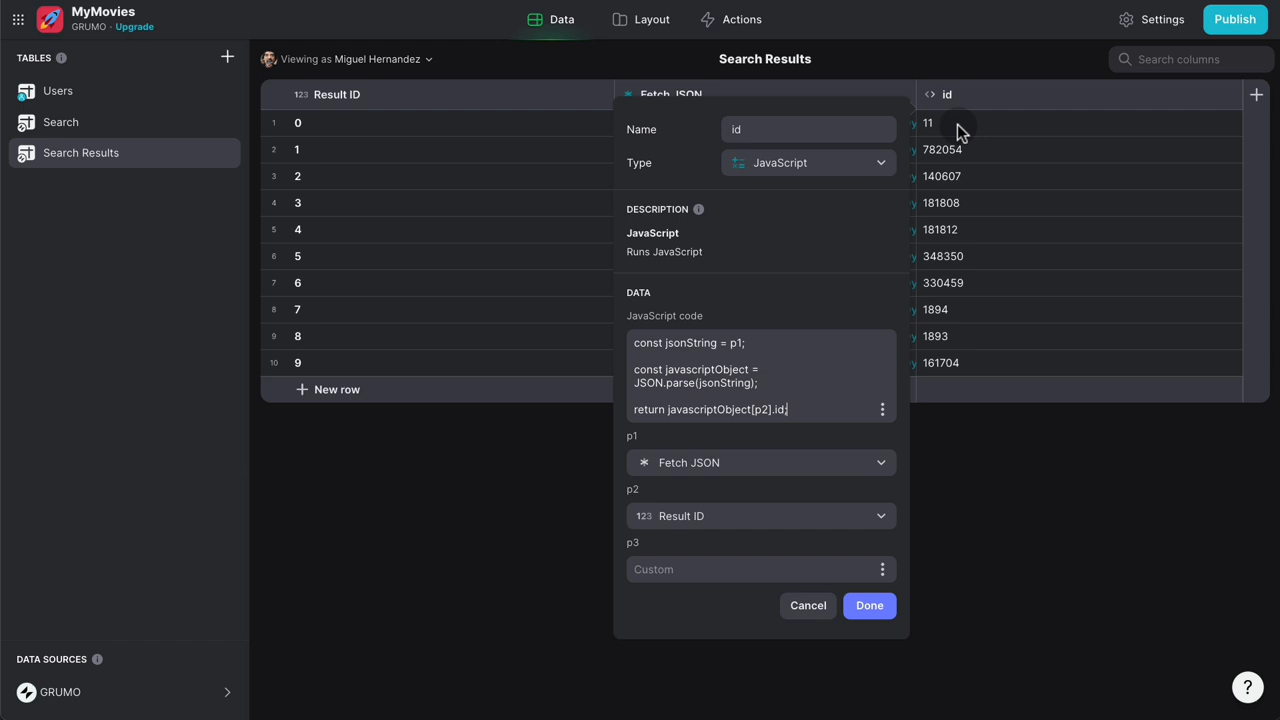 MyMovies
GRUMO · Upgrade
Data
Layout
Actions
Settings
Publish
TABLES
Users
Search
Search Results
Viewing as Miguel Hernandez
Search Results
Search columns
123 Result ID
Fetch JSON
id
1 0 y 11
2 1 y 782054
3 2 y 140607
4 3 y 181808
5 4 y 181812
6 5 y 348350
7 6 y 330459
8 7 y 1894
9 8 y 1893
10 9 y 161704
New row
Name id
Type JavaScript
DESCRIPTION
JavaScript
Runs JavaScript
DATA
JavaScript code
const jsonString = p1;
const javascriptObject =
JSON.parse(jsonString);
return javascriptObject[p2].id;
p1
Fetch JSON
p2
123 Result ID
p3
Custom
Cancel
Done
DATA SOURCES
GRUMO
?